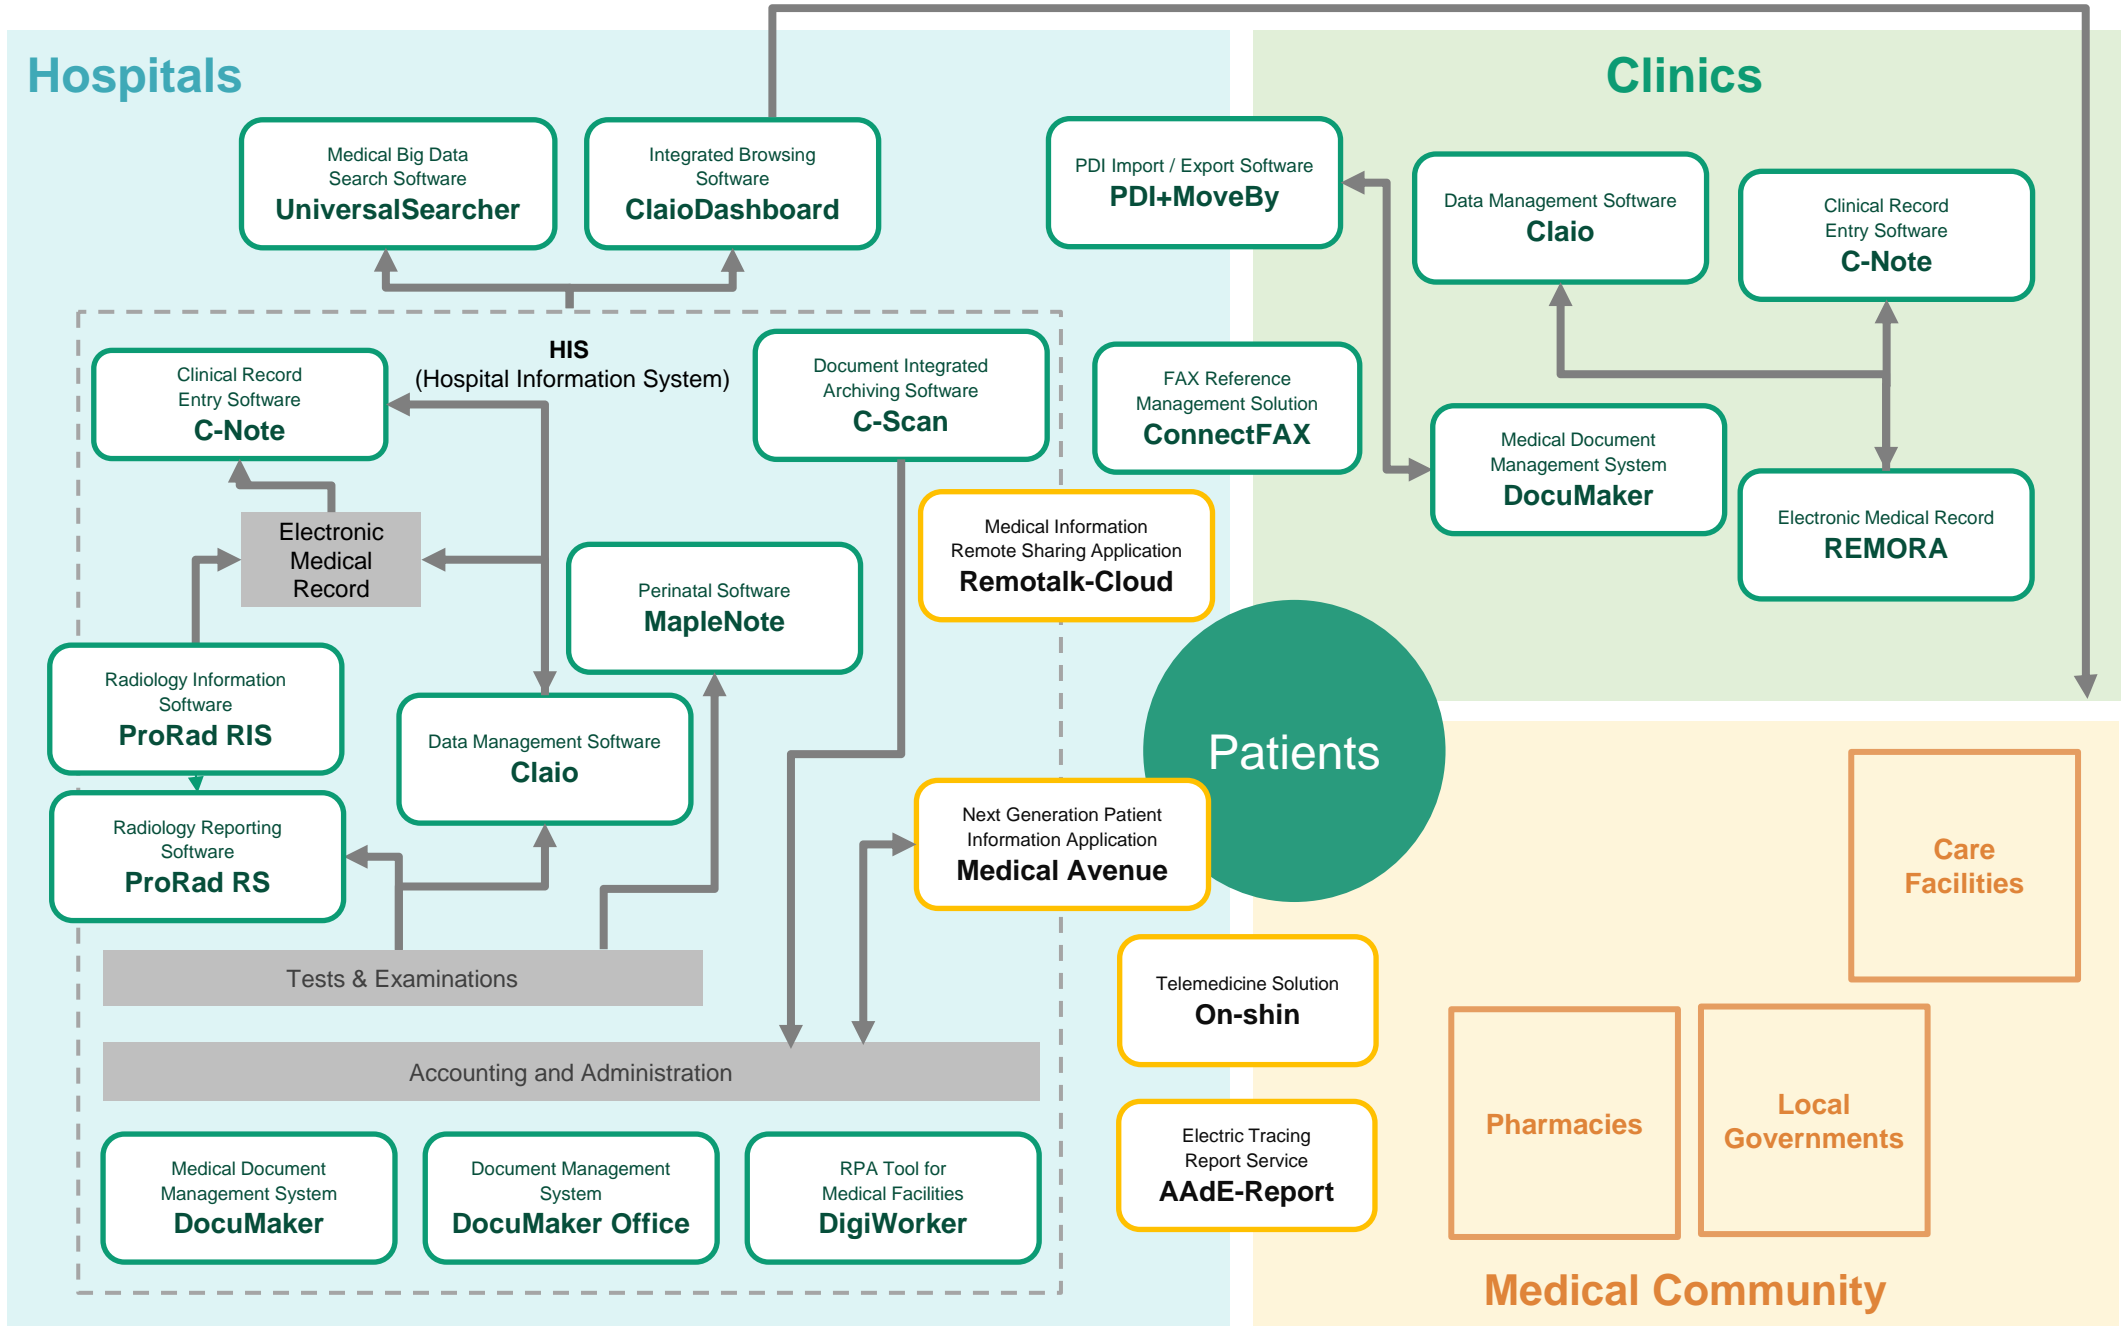 Hospitals
Clinics
Medical Big Data
Search Software
UniversalSearcher
Integrated Browsing
Software
ClaioDashboard
PDI Import / Export Software
PDI+MoveBy
Data Management Software
Claio
Clinical Record
Entry Software
C-Note
HIS
(Hospital Information System)
Clinical Record
Entry Software
C-Note
Document Integrated
Archiving Software
C-Scan
FAX Reference
Management Solution
ConnectFAX
Medical Document
Management System
DocuMaker
Electronic Medical Record
REMORA
Electronic
Medical
Record
Medical Information
Remote Sharing Application
Remotalk-Cloud
Perinatal Software
MapleNote
Radiology Information
Software
ProRad RIS
Data Management Software
Claio
Patients
Radiology Reporting
Software
ProRad RS
Next Generation Patient
Information Application
Medical Avenue
Care
Facilities
Tests & Examinations
Telemedicine Solution
On-shin
Accounting and Administration
Pharmacies
Local
Governments
Medical Document
Management System
DocuMaker
Document Management
System
DocuMaker Office
RPA Tool for
Medical Facilities
DigiWorker
Electric Tracing
Report Service
AAdE-Report
Medical Community